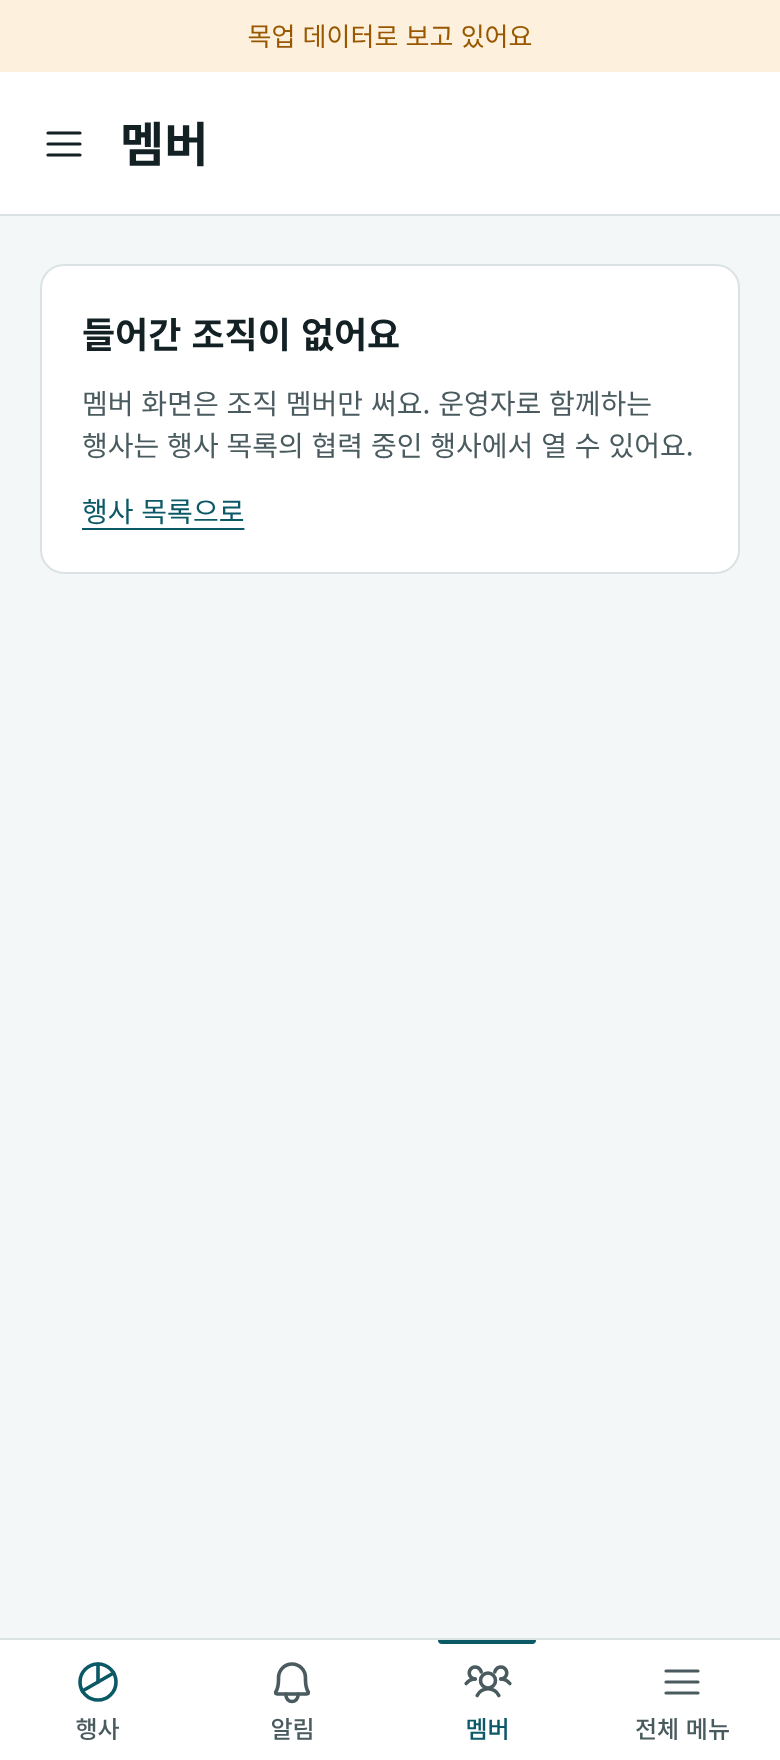 목업 데이터로 보고 있어요
멤버
들어간 조직이 없어요
멤버 화면은 조직 멤버만 써요. 운영자로 함께하는
행사는 행사 목록의 협력 중인 행사에서 열 수 있어요.
행사 목록으로
행사
알림
멤버
전체 메뉴